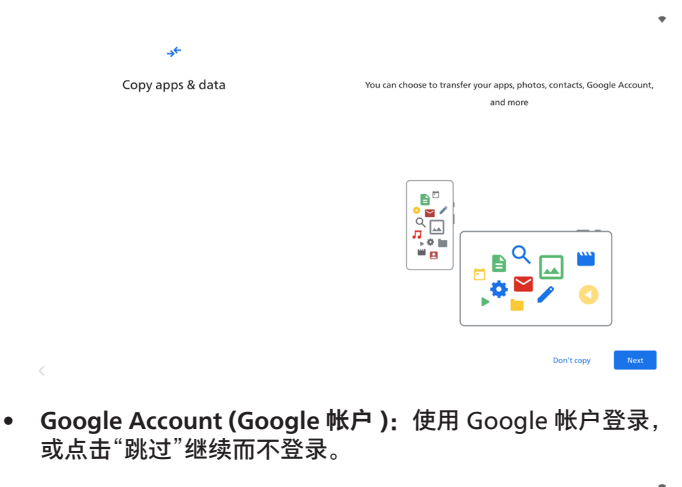 Copy apps & data
You can choose to transfer your apps, photos, contacts, Google Account,
and more
Don't copy
Next
• Google Account (Google 帐户 )：使用 Google 帐户登录，
或点击“跳过”继续而不登录。